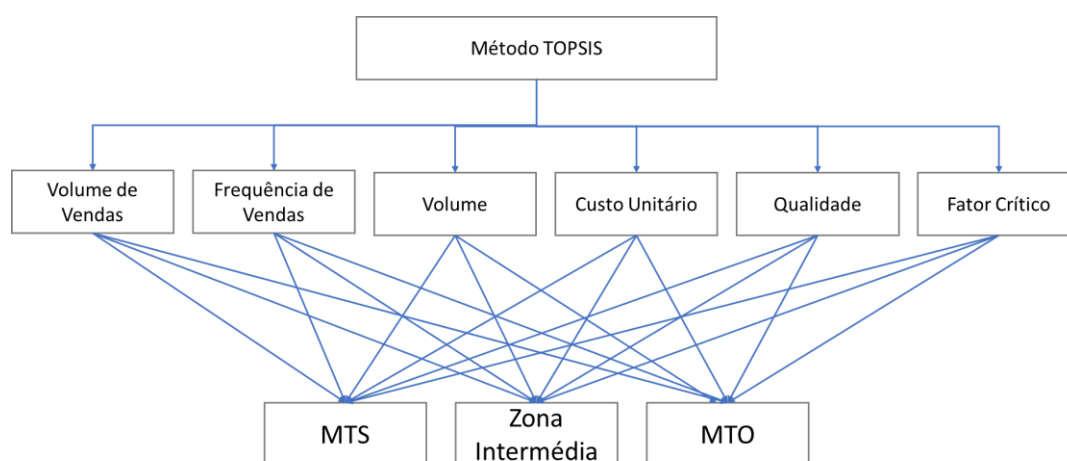 Método TOPSIS
Volume de
Vendas
Frequência de
Vendas
Volume
Custo Unitário
Qualidade
Fator Crítico
MTS
Zona
Intermédia
MTO